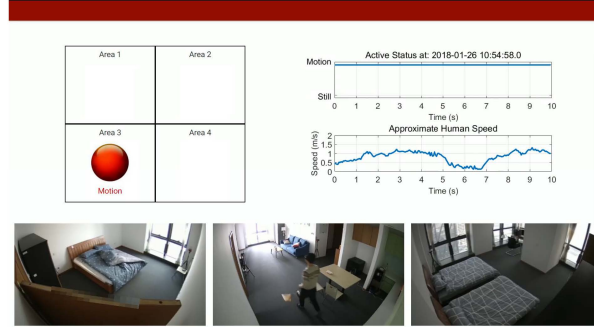 Area 1
Area 2
Area 3
Motion
Area 4
Active Status at: 2018-01-26 10:54:58.0
Motion
Still
0 1 2 3 4 5 6 7 8 9 10
Time (s)
Approximate Human Speed
Speed (m/s)
2
1.5
1
0.5
0
0 1 2 3 4 5 6 7 8 9 10
Time (s)